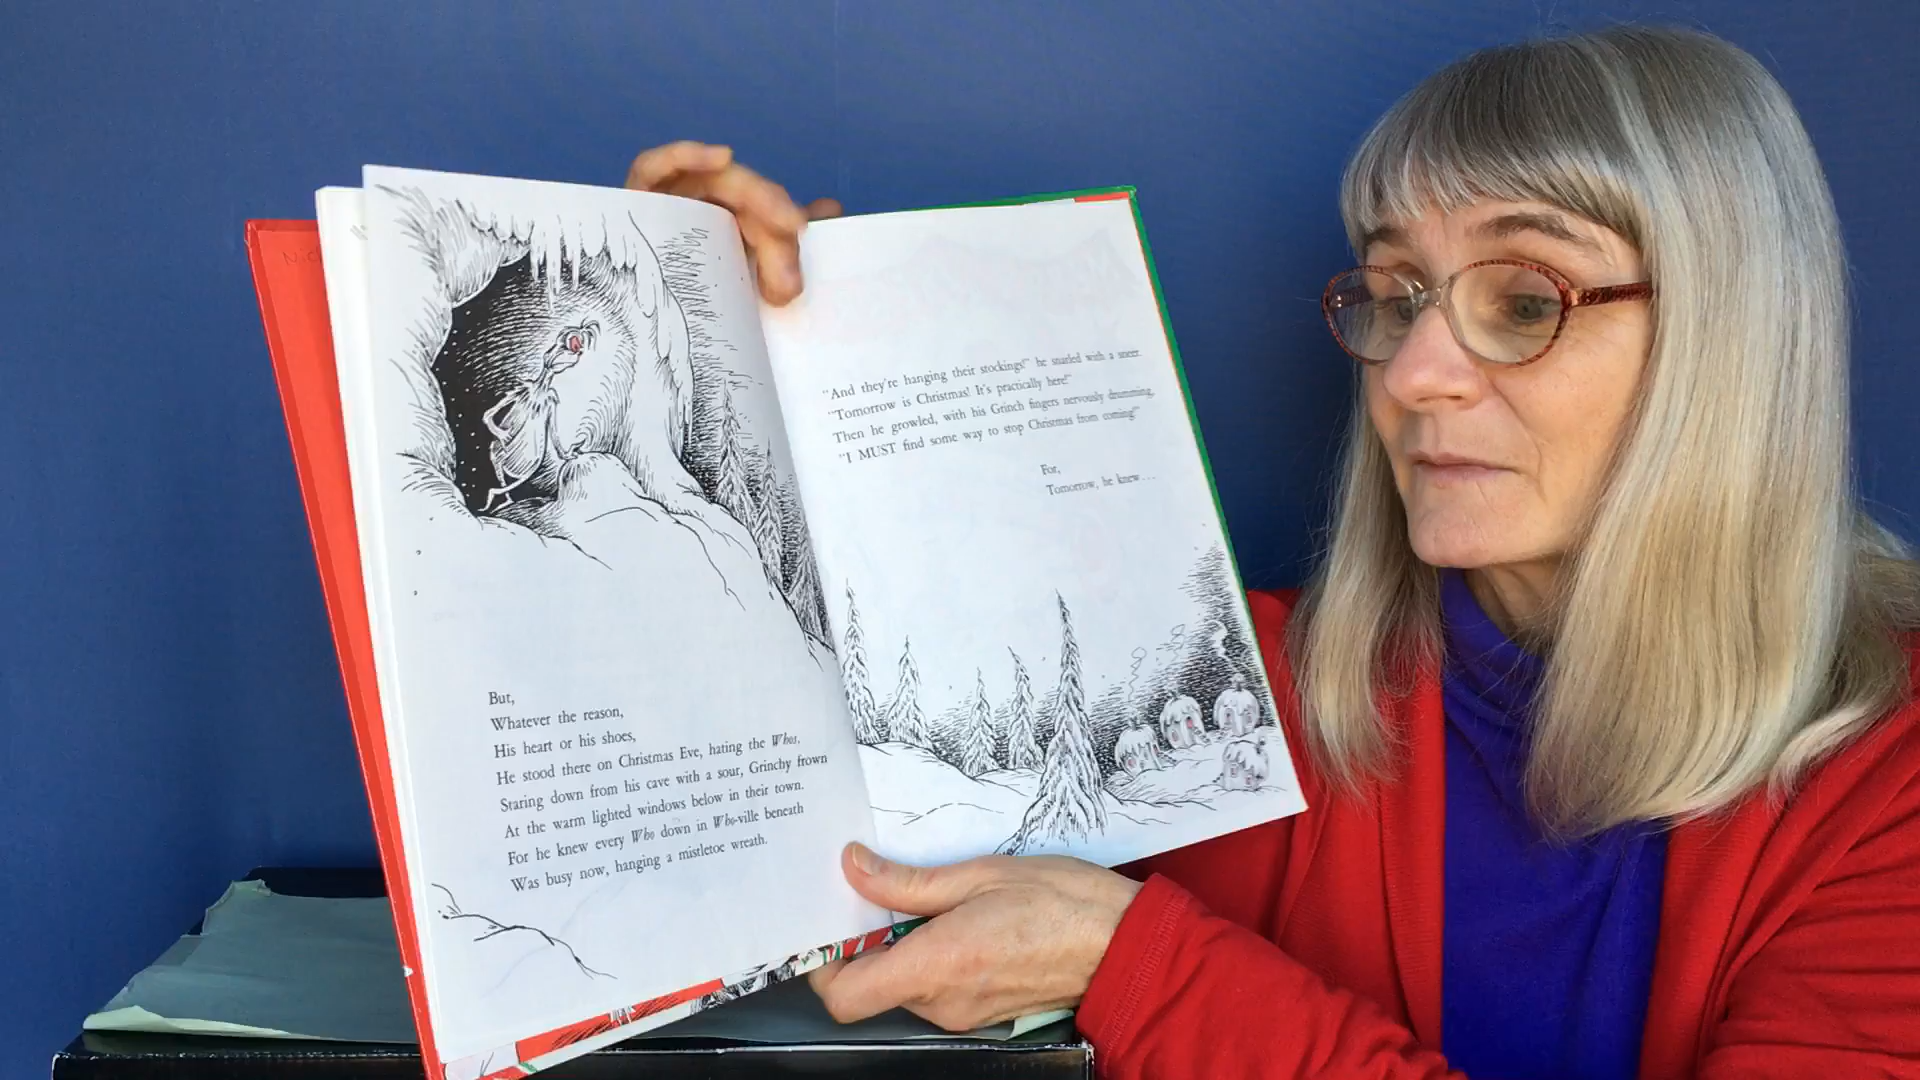 But,
Whatever the reason,
His heart or his shoes,
He stood there on Christmas Eve, hating the Whos,
Staring down from his cave with a sour, Grinchy frown
At the warm lighted windows below in their town.
For he knew every Who down in Who-ville beneath
Was busy now, hanging a mistletoe wreath.
"And they're hanging their stockings!" he snarled with a sneer.
"Tomorrow is Christmas! It's practically here!"
Then he growled, with his Grinch fingers nervously drumming,
"I MUST find some way to stop Christmas from coming!"
For,
Tomorrow, he knew...